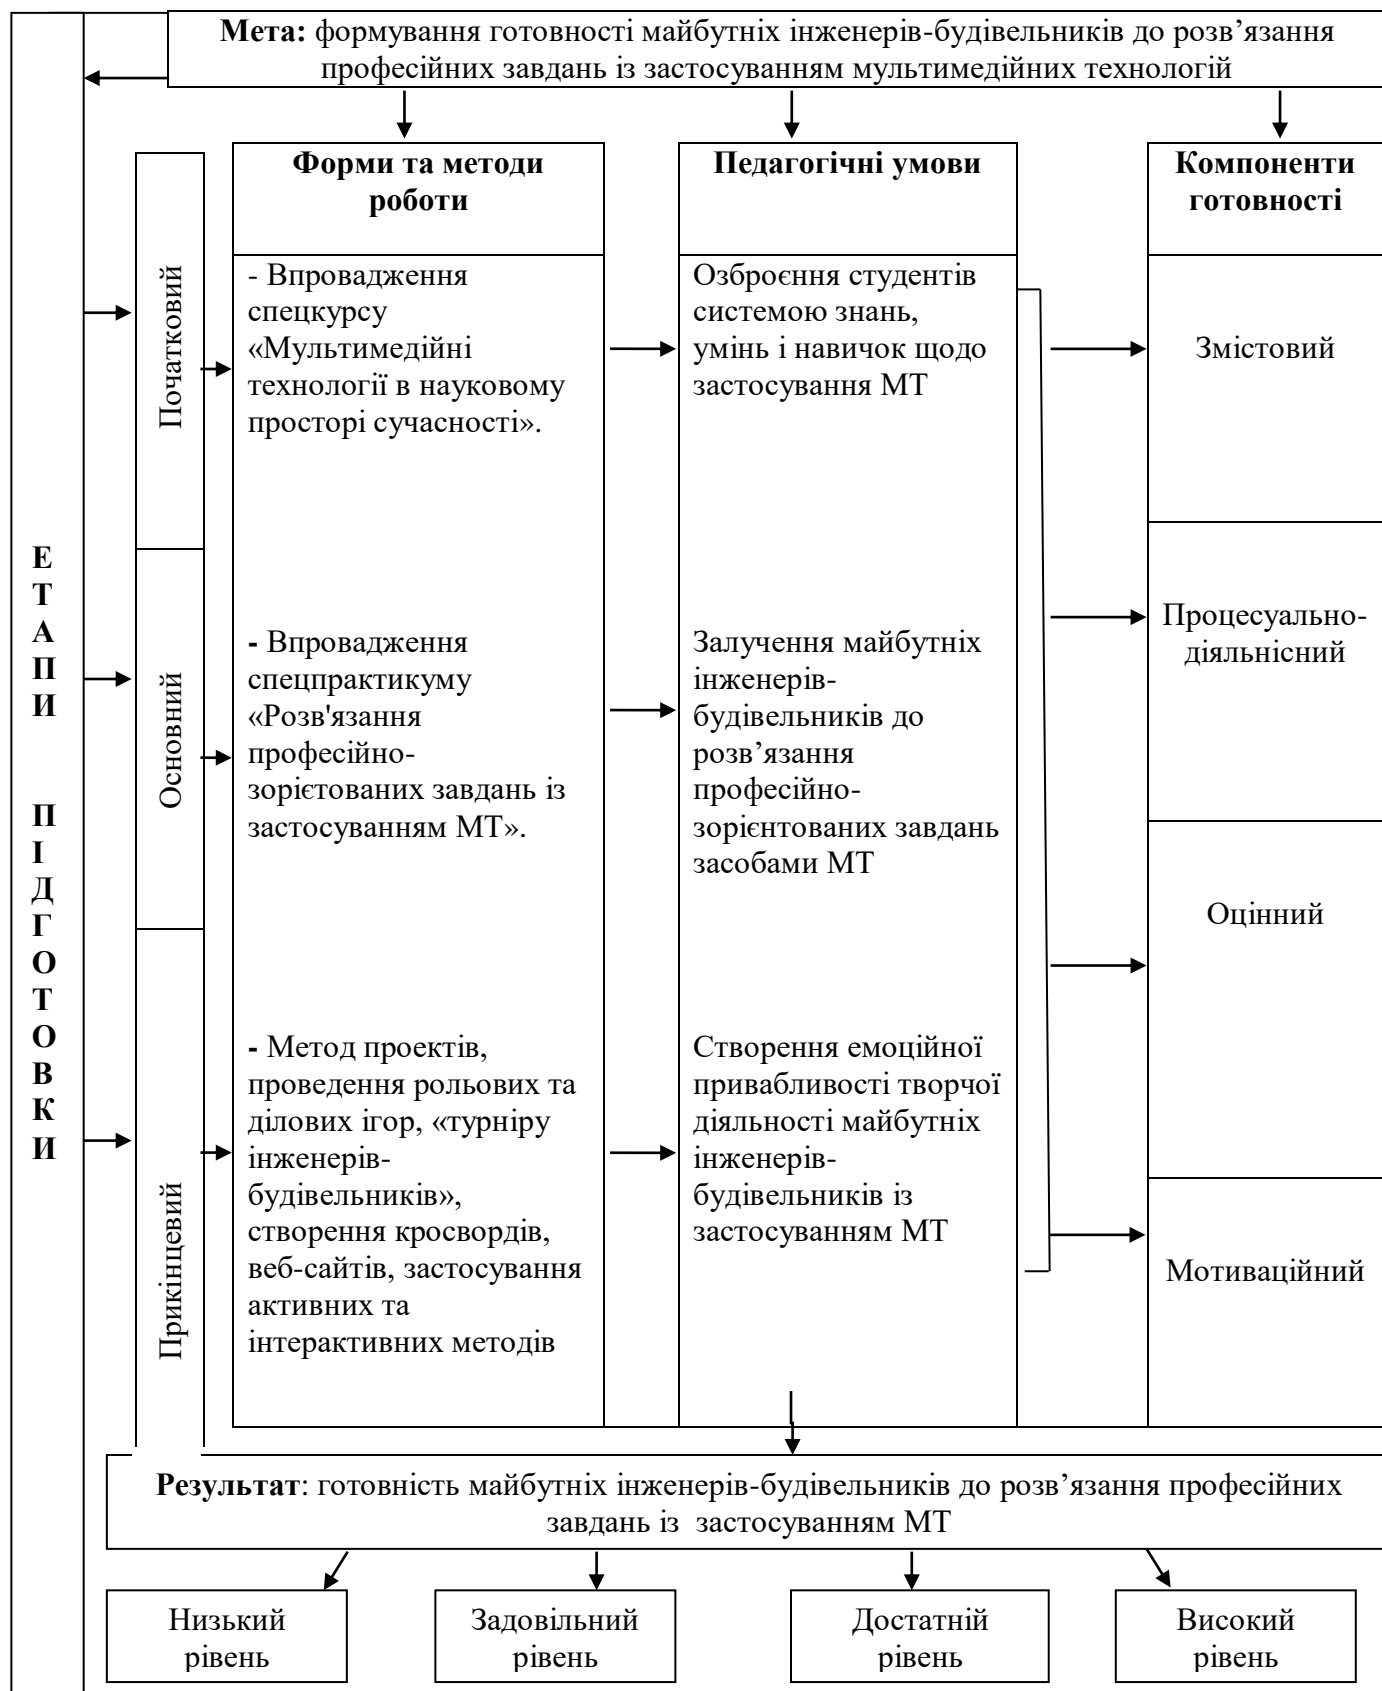 Мета: формування готовності майбутніх інженерів-будівельників до розв’язання
професійних завдань із застосуванням мультимедійних технологій
Е
Т
А
П
И
П
І
Д
Г
О
Т
О
В
К
И
Початковий
Основний
Прикінцевий
Форми та методи
роботи
- Впровадження
спецкурсу
«Мультимедійні
технології в науковому
просторі сучасності».
- Впровадження
спецпрактикуму
«Розв'язання
професійно-
зорієтованих завдань із
застосуванням МТ».
- Метод проектів,
проведення рольових та
ділових ігор, «турніру
інженерів-
будівельників»,
створення кросвордів,
веб-сайтів, застосування
активних та
інтерактивних методів
Педагогічні умови
Озброєння студентів
системою знань,
умінь і навичок щодо
застосування МТ
Залучення майбутніх
інженерів-
будівельників до
розв’язання
професійно-
зорієнтованих завдань
засобами МТ
Створення емоційної
привабливості творчої
діяльності майбутніх
інженерів-
будівельників із
застосуванням МТ
Компоненти
готовності
Змістовий
Процесуально-
діяльнісний
Оцінний
Мотиваційний
Результат: готовність майбутніх інженерів-будівельників до розв’язання професійних
завдань із застосуванням МТ
Низький
рівень
Задовільний
рівень
Достатній
рівень
Високий
рівень